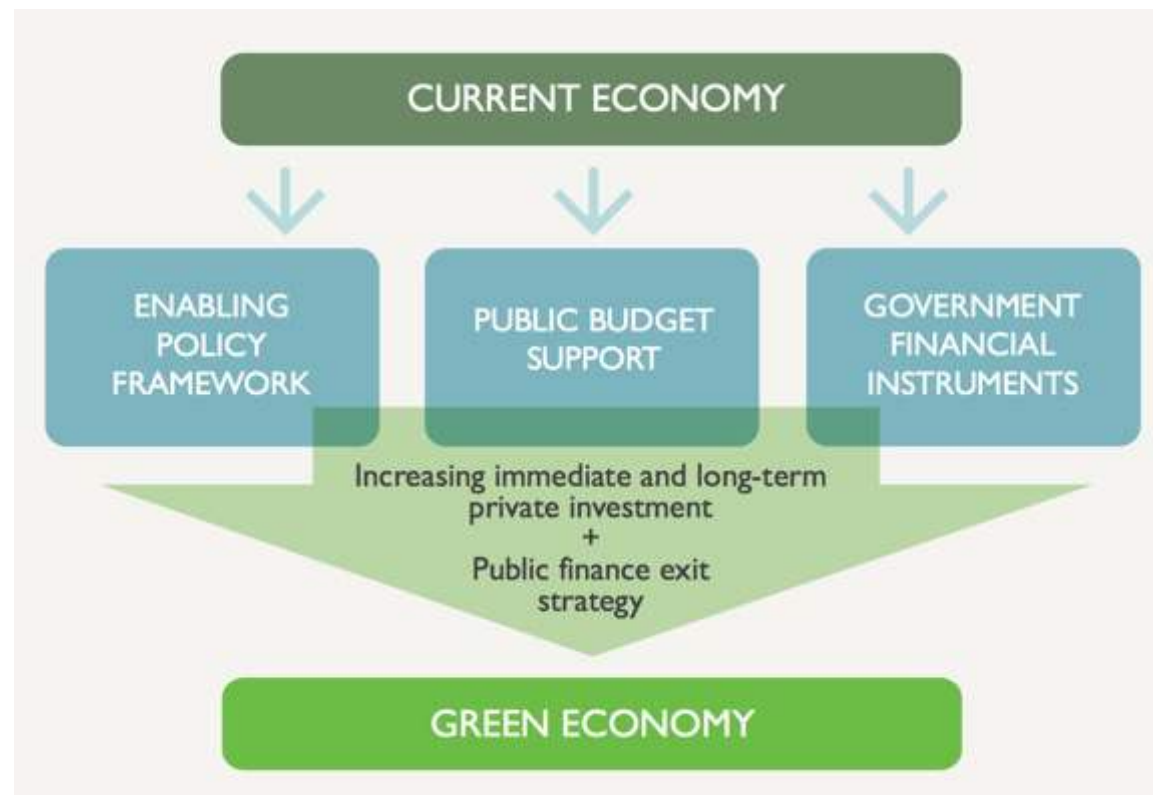 CURRENT ECONOMY
ENABLING
POLICY
FRAMEWORK
PUBLIC BUDGET
SUPPORT
GOVERNMENT
FINANCIAL
INSTRUMENTS
Increasing immediate and long-term
private investment
+
Public finance exit
strategy
GREEN ECONOMY